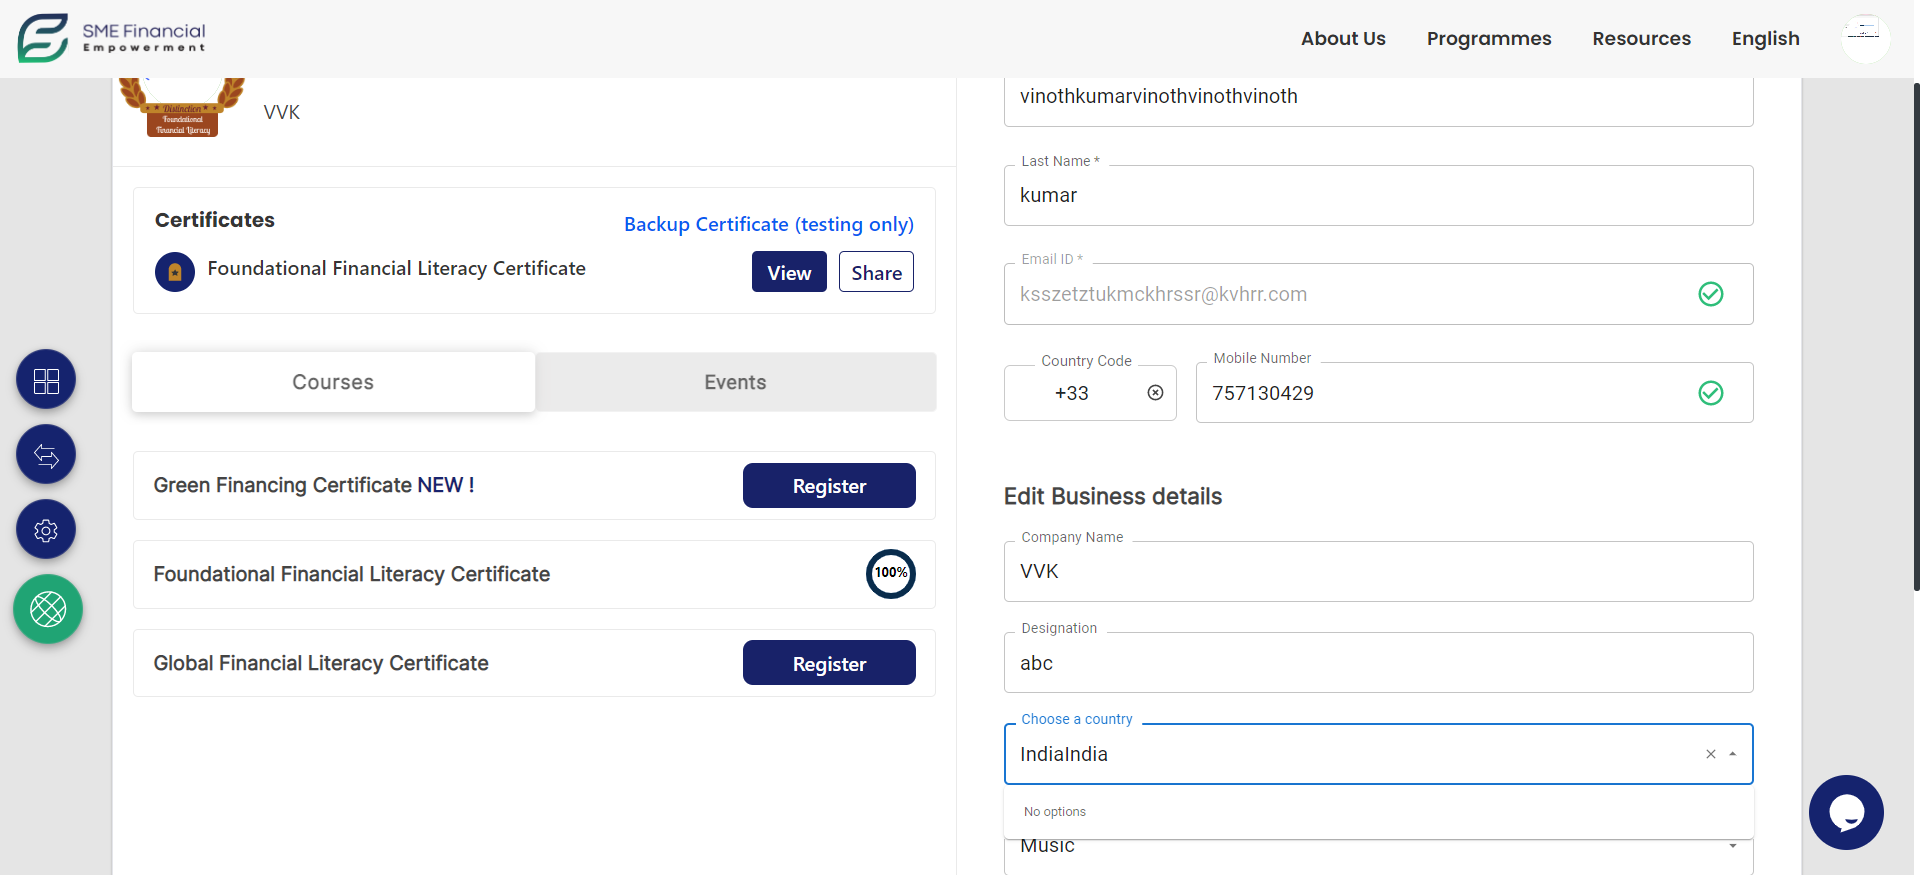 SME Financial
Empowerment
About Us
Programmes
Resources
English
Distinction
Foundational
Financial Literacy
VVK
Certificates
Backup Certificate (testing only)
Foundational Financial Literacy Certificate
View
Share
Courses
Events
Green Financing Certificate NEW !
Register
Foundational Financial Literacy Certificate
100%
Global Financial Literacy Certificate
Register
vinothkumarvinothvinothvinoth
Last Name *
kumar
Email ID *
ksszetztukmckhrssr@kvhrr.com
Country Code
+33
Mobile Number
757130429
Edit Business details
Company Name
VVK
Designation
abc
Choose a country
IndiaIndia
No options
Music